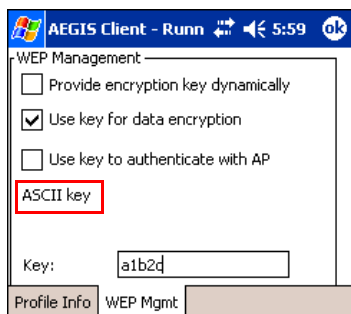 AEGIS Client - Runn 5:59 ok
WEP Management
Provide encryption key dynamically
Use key for data encryption
Use key to authenticate with AP
ASCII key
Key: a1b2c
Profile Info WEP Mgmt